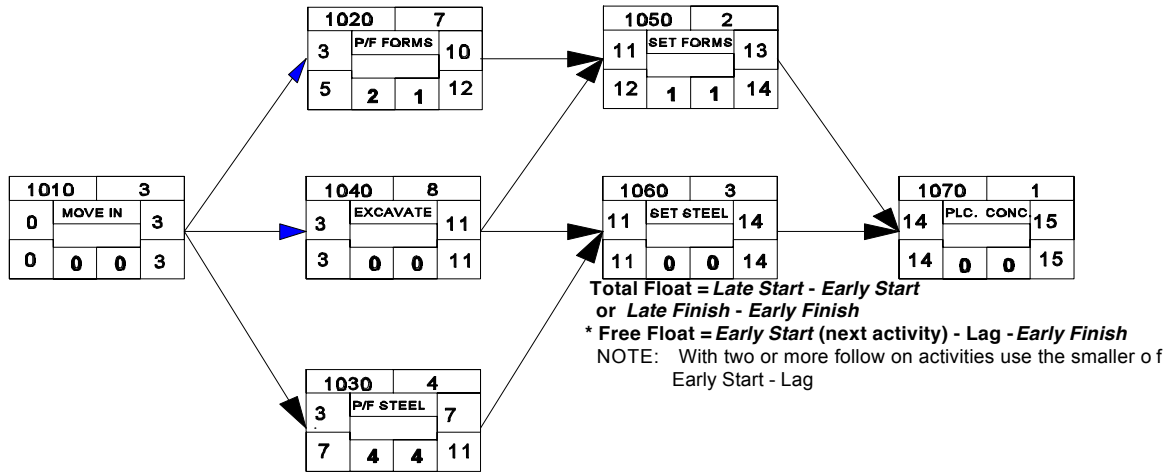 1020 7
3 P/F FORMS 10
5 2 1 12
1050 2
11 SET FORMS 13
12 1 1 14
1010 3
0 MOVE IN 3
0 0 0 3
1040 8
3 EXCAVATE 11
3 0 0 11
1060 3
11 SET STEEL 14
11 0 0 14
1070 1
14 PLC. CONC. 15
14 0 0 15
Total Float = Late Start - Early Start
or Late Finish - Early Finish
* Free Float = Early Start (next activity) - Lag - Early Finish
NOTE: With two or more follow on activities use the smaller o f
Early Start - Lag
1030 4
3 P/F STEEL 7
7 4 4 11